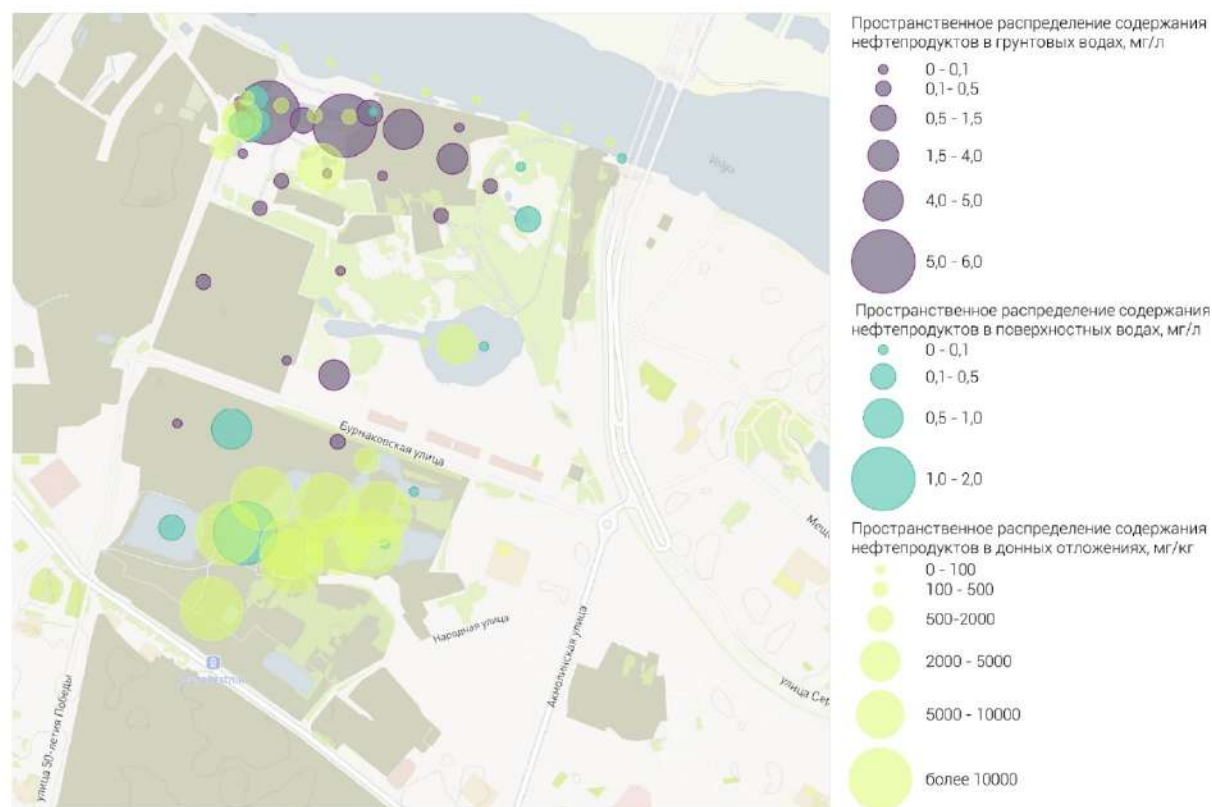 Пространственное распределение содержания
нефтепродуктов в грунтовых водах, мг/л
0 - 0,1
0,1- 0,5
0,5 - 1,5
1,5 - 4,0
4,0 - 5,0
5,0 - 6,0
Пространственное распределение содержания
нефтепродуктов в поверхностных водах, мг/л
0 - 0,1
0,1 - 0,5
0,5 - 1,0
1,0 - 2,0
Пространственное распределение содержания
нефтепродуктов в донных отложениях, мг/кг
0 - 100
100 - 500
500-2000
2000 - 5000
5000 - 10000
более 10000
Volga
Бурнаковская улица
Народная улица
Акмолинская улица
улица 50-летия Победы
улица Сер
Мещ